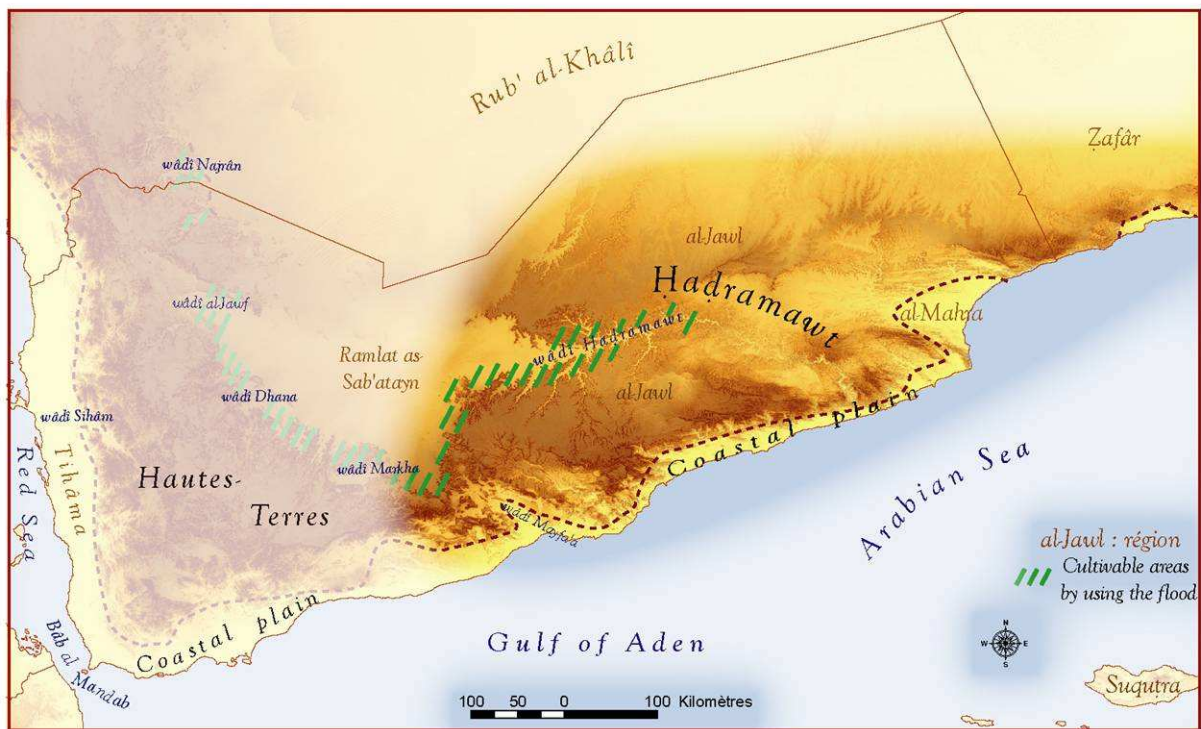 Rub' al-Khâlî
Ẓafâr
wâdî Najrân
al-Jawl
Ḥaḍramawt
wâdî al-Jawf
al-Mahra
wâdî Hadramawt
Ramlat as-
Sab'atayn
al-Jawl
wâdî Dhana
wâdî Sihâm
Coastal plain
wâdî Markha
Hautes-
Terres
Red Sea
Tihâma
wâdî Mayfa'a
Arabian Sea
al-Jawl : région
Cultivable areas
by using the flood
Coastal plain
Gulf of Aden
Bâb al
Mandab
N
W
E
S
Suquṭra
100 50 0 100 Kilomètres